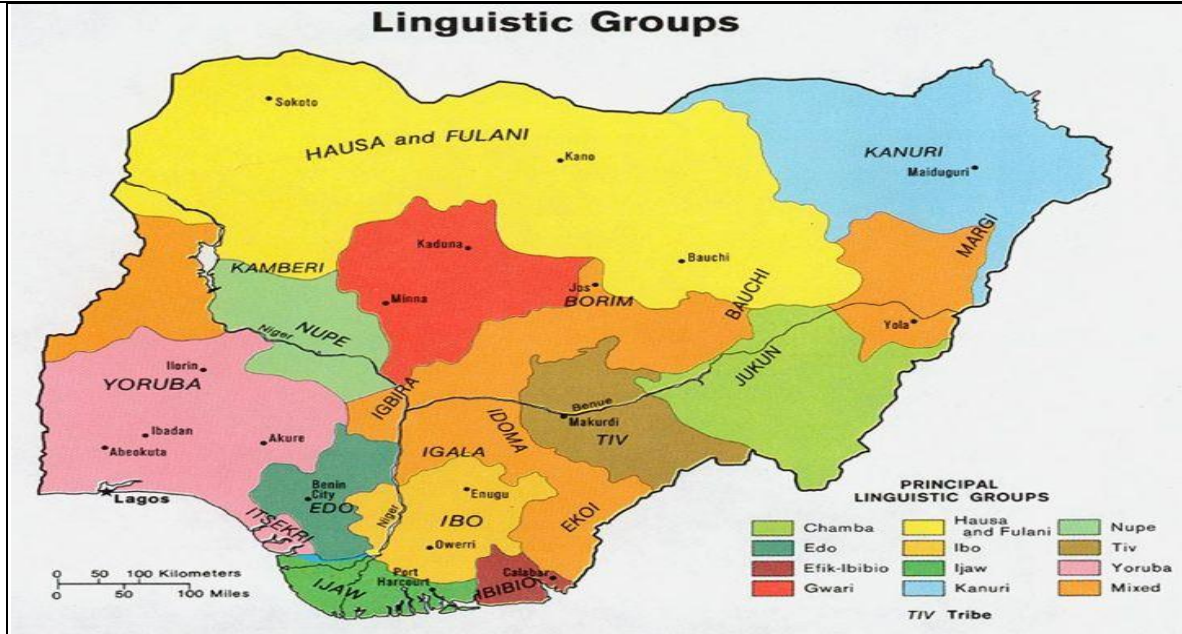 Linguistic Groups
Sokoto
HAUSA and FULANI
Kano
KANURI
Maiduguri
MARGI
Kaduna
Bauchi
KAMBERI
Minna
Jos
BORIM
BAUCHI
Niger
NUPE
Yola
Ilorin
YORUBA
JUKUN
IGBIRA
Benue
Makurdi
TIV
IDOMA
Ibadan
Akure
Abeokuta
IGALA
Lagos
Benin
City
EDO
Enugu
IBO
Niger
EKOI
ITSEKRI
Owerri
Port
Harcourt
IJAW
Calabar
IBIBIO
0 50 100 Kilometers
0 50 100 Miles
PRINCIPAL
LINGUISTIC GROUPS
Chamba
Edo
Efik-Ibibio
Gwari
Hausa
and Fulani
Ibo
Ijaw
Kanuri
Nupe
Tiv
Yoruba
Mixed
TIV Tribe